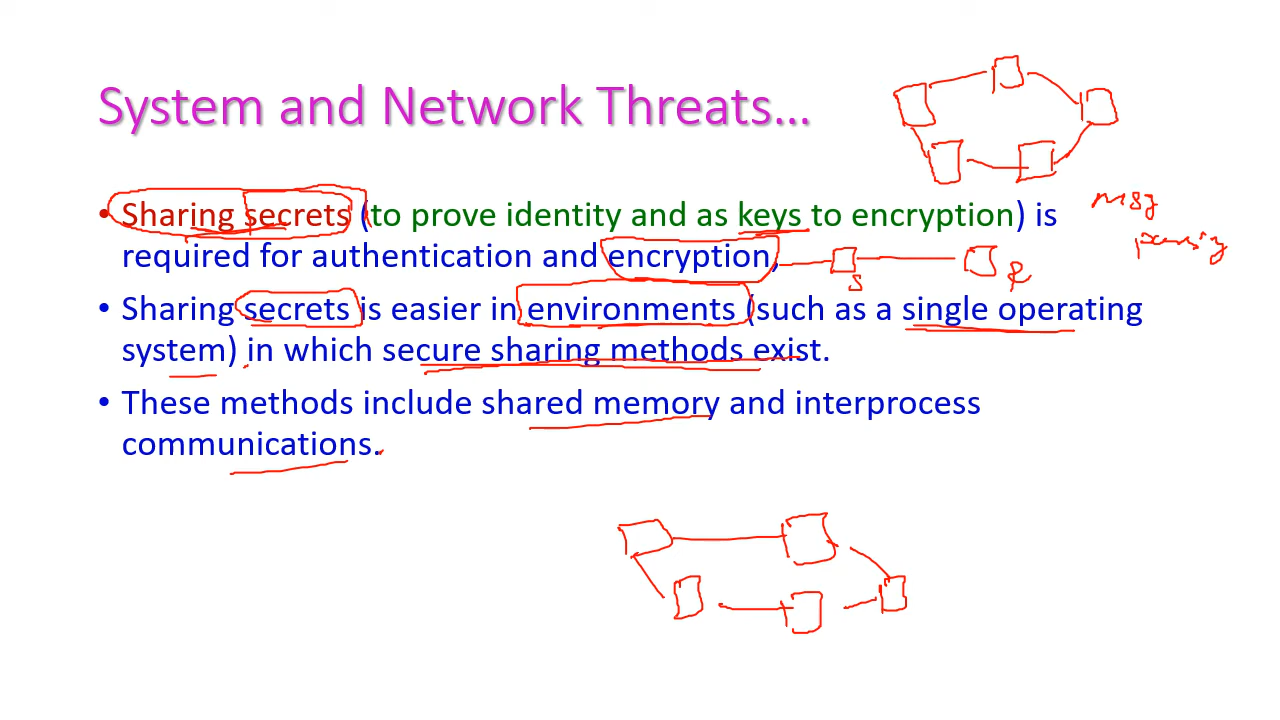 System and Network Threats...
• Sharing secrets (to prove identity and as keys to encryption) is
required for authentication and encryption,
• Sharing secrets is easier in environments (such as a single operating
system) in which secure sharing methods exist.
• These methods include shared memory and interprocess
communications.
msg
passing
S
R